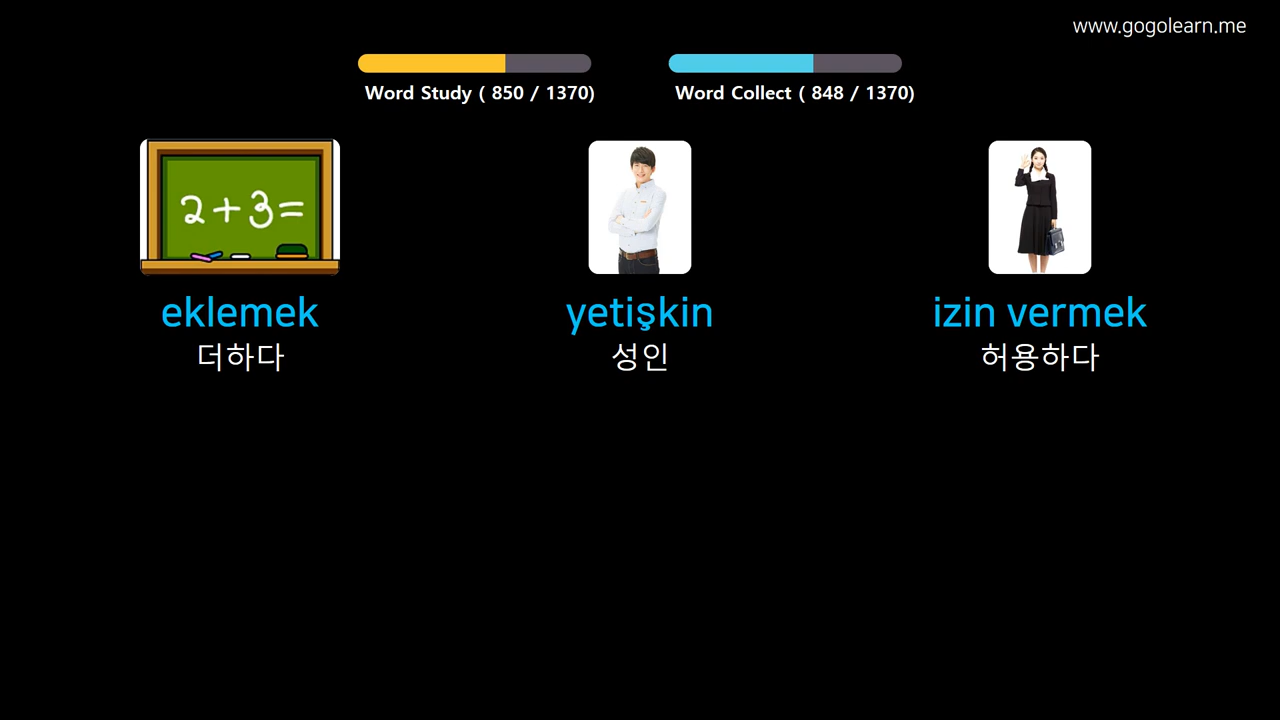 www.gogolearn.me
Word Study ( 850 / 1370)
Word Collect ( 848 / 1370)
2+3=
eklemek
더하다
yetişkin
성인
izin vermek
허용하다